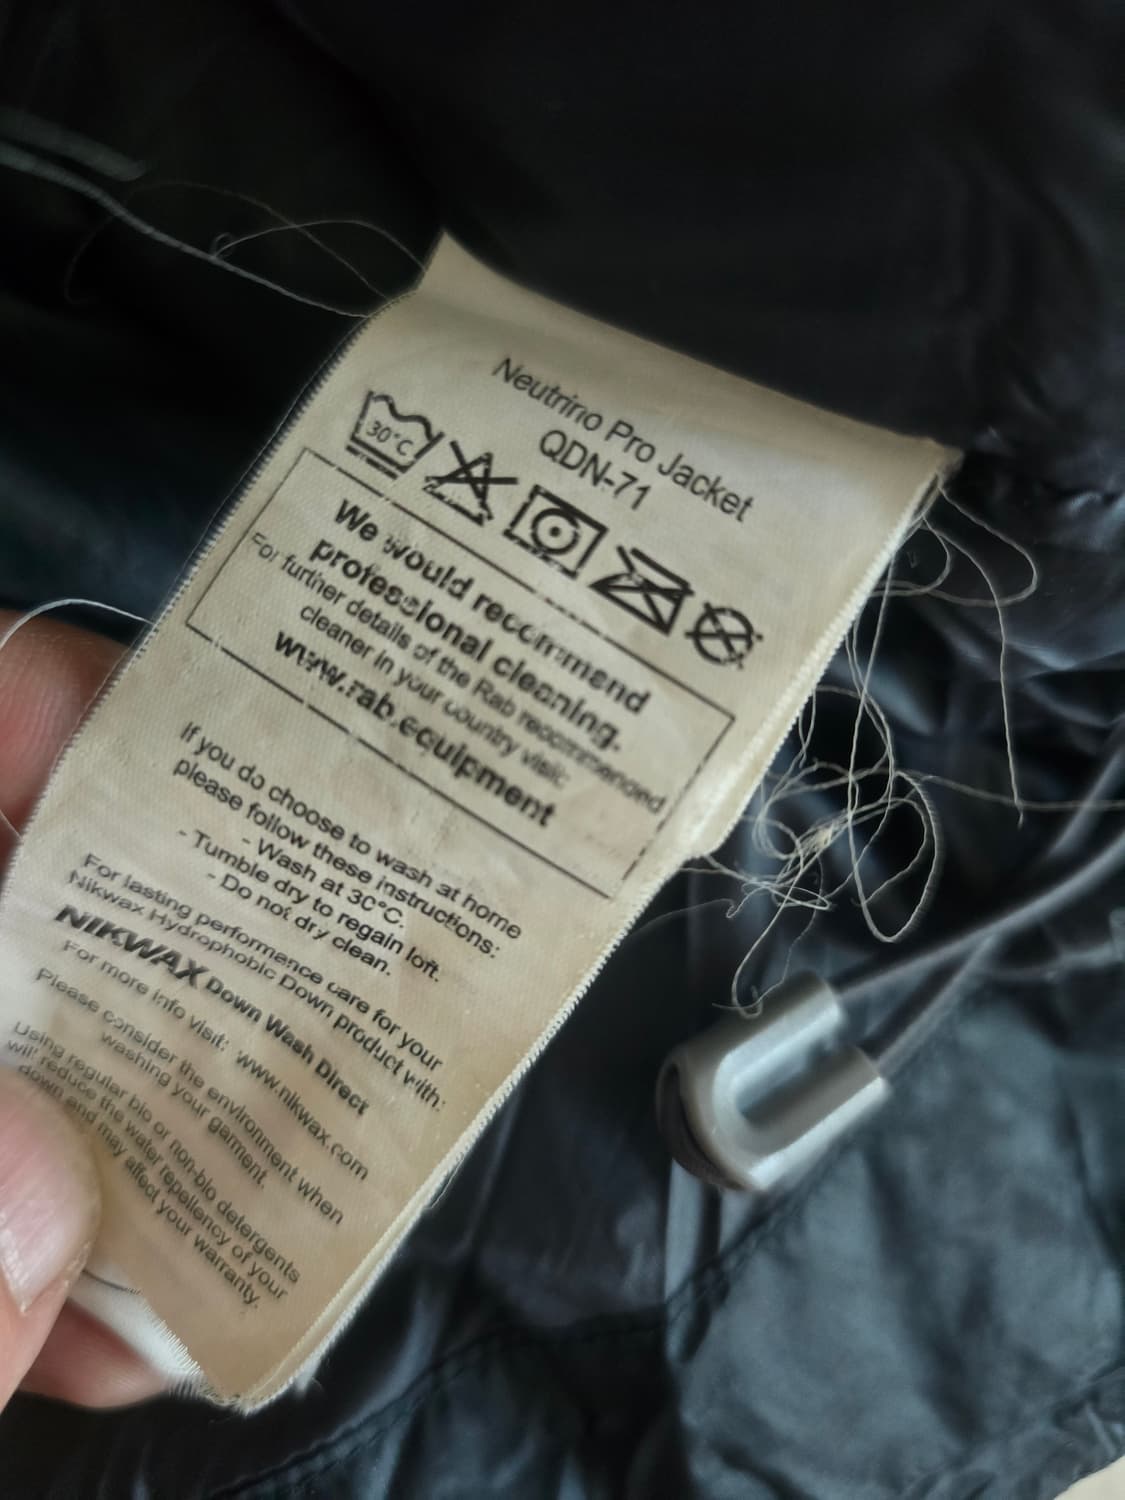 Neutrino Pro Jacket
QDN-71
30°C
We would recommend
professional cleaning.
For further details of the Rab recommended
cleaner in your country visit:
www.rab.equipment
If you do choose to wash at home
please follow these instructions:
- Wash at 30°C.
- Tumble dry to regain loft.
- Do not dry clean.
For lasting performance care for your
Nikwax Hydrophobic Down product with:
NIKWAX Down Wash Direct
For more info visit: www.nikwax.com
Please consider the environment when
washing your garment.
Using regular bio or non-bio detergents
will reduce the water repellency of your
down and may affect your warranty.